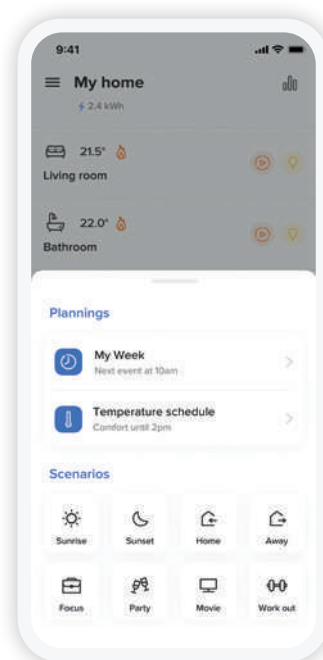 9:41
My home
2.4 kWh
21.5°
Living room
22.0°
Bathroom
Plannings
My Week
Next event at 10am
Temperature schedule
Comfort until 2pm
Scenarios
Sunrise Sunset Home Away
Focus Party Movie Work out